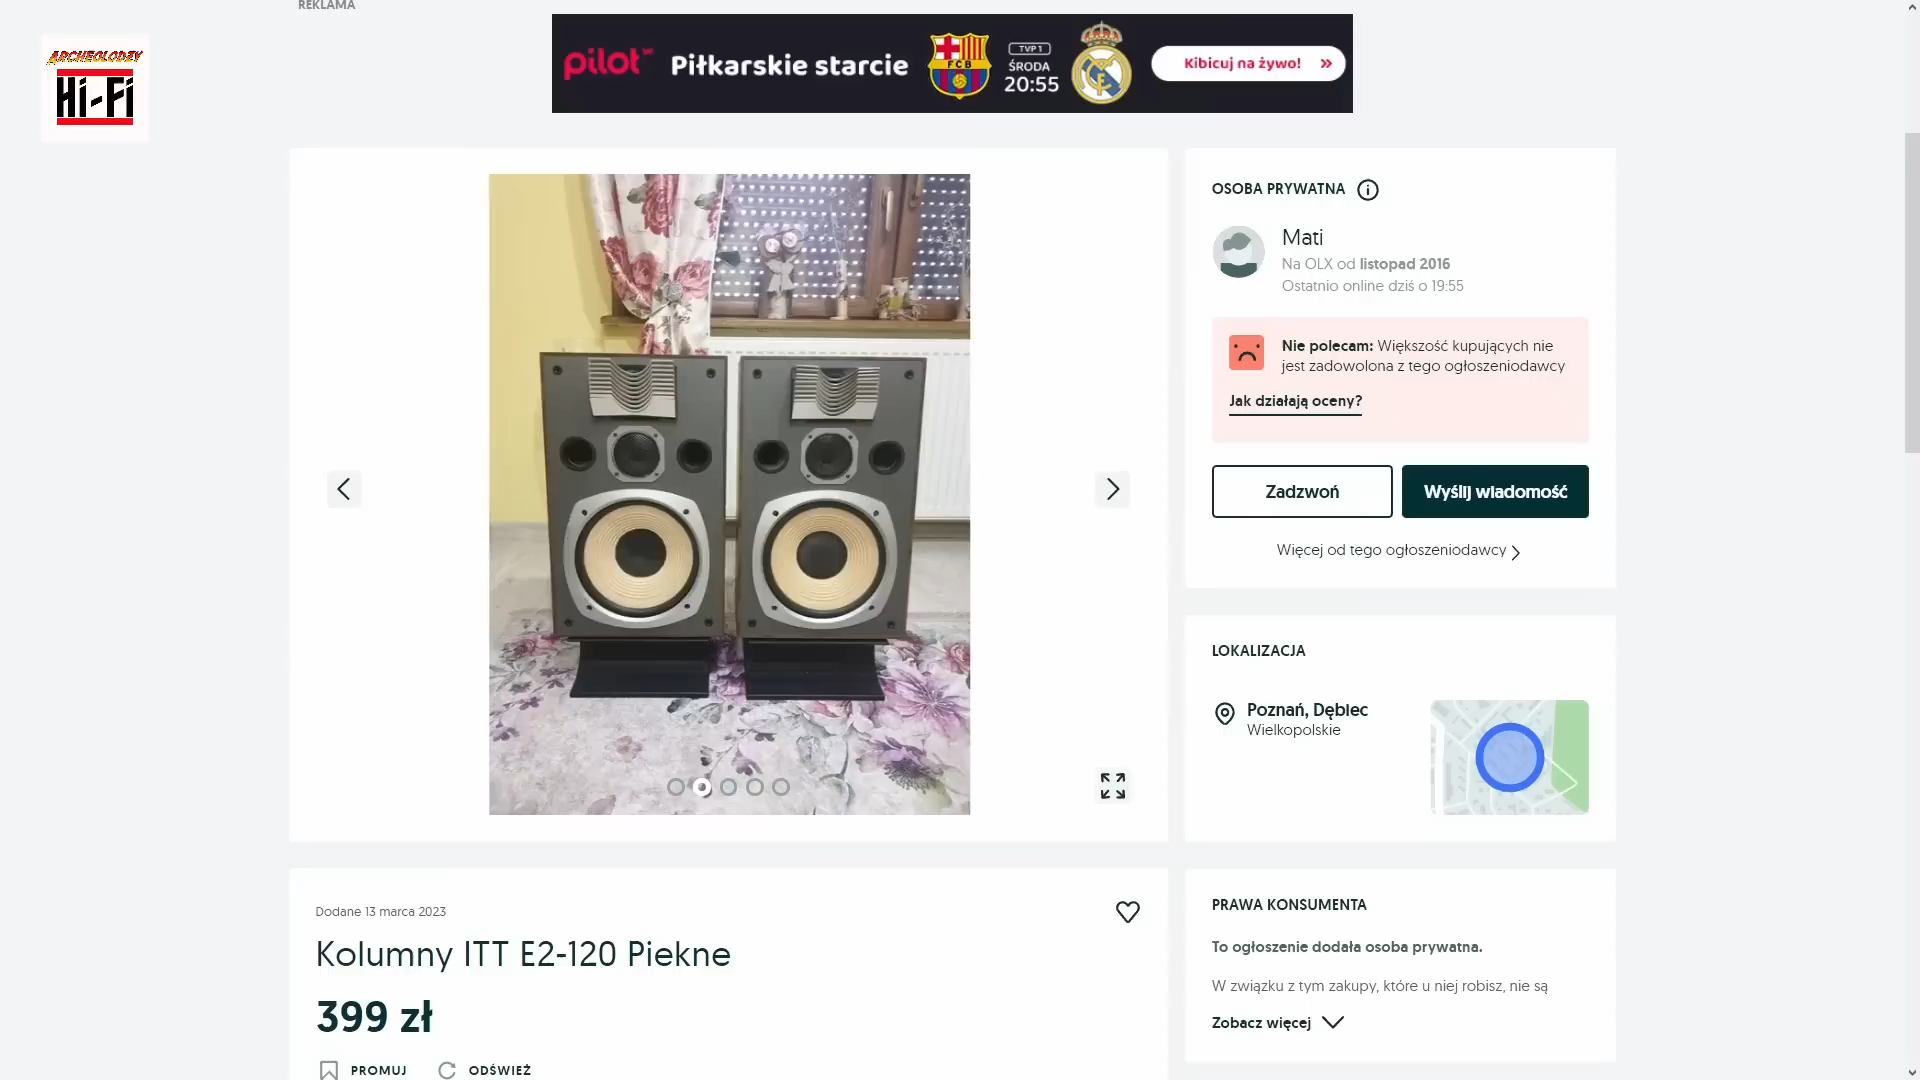 REKLAMA
ARCHEOLODZY
Hi-Fi
pilot WP Piłkarskie starcie FCB TVP 1 ŚRODA 20:55 Kibicuj na żywo! »
OSOBA PRYWATNA
Mati
Na OLX od listopad 2016
Ostatnio online dziś o 19:55
Nie polecam: Większość kupujących nie
jest zadowolona z tego ogłoszeniodawcy
Jak działają oceny?
Zadzwoń
Wyślij wiadomość
Więcej od tego ogłoszeniodawcy
LOKALIZACJA
Poznań, Dębiec
Wielkopolskie
Dodane 13 marca 2023
Kolumny ITT E2-120 Piekne
399 zł
PROMUJ
ODŚWIEŻ
PRAWA KONSUMENTA
To ogłoszenie dodała osoba prywatna.
W związku z tym zakupy, które u niej robisz, nie są
Zobacz więcej